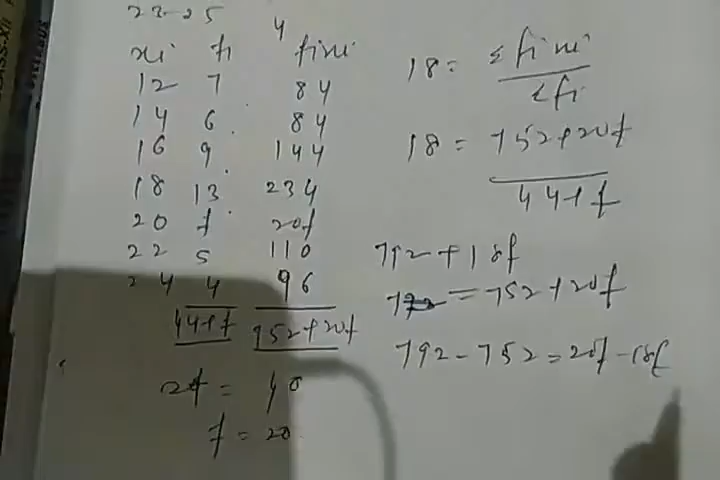 22-25 4
xi fi fixi
12 7 84
14 6 84
16 9 144
18 13 234
20 f 20f
22 5 110
24 4 96
44+f 752+20f
2f = 40
f = 20
18 = Σfixi
Σfi
18 = 752+20f
44+f
792+18f
= 752+20f
792-752=20f-18f